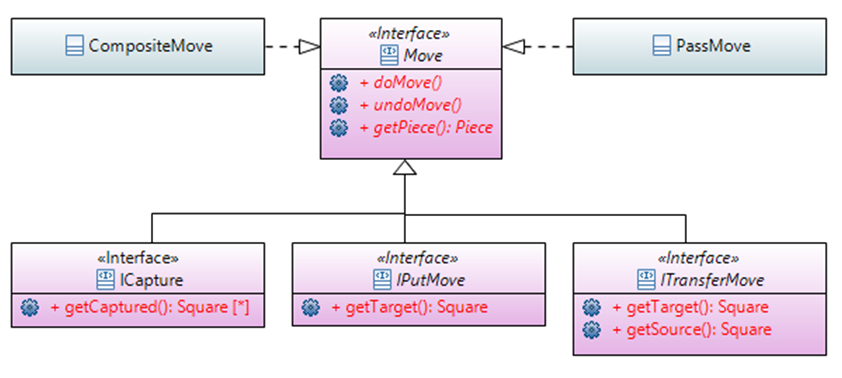 CompositeMove
«Interface»
Move
+ doMove()
+ undoMove()
+ getPiece(): Piece
PassMove
«Interface»
ICapture
+ getCaptured(): Square [*]
«Interface»
IPutMove
+ getTarget(): Square
«Interface»
ITransferMove
+ getTarget(): Square
+ getSource(): Square